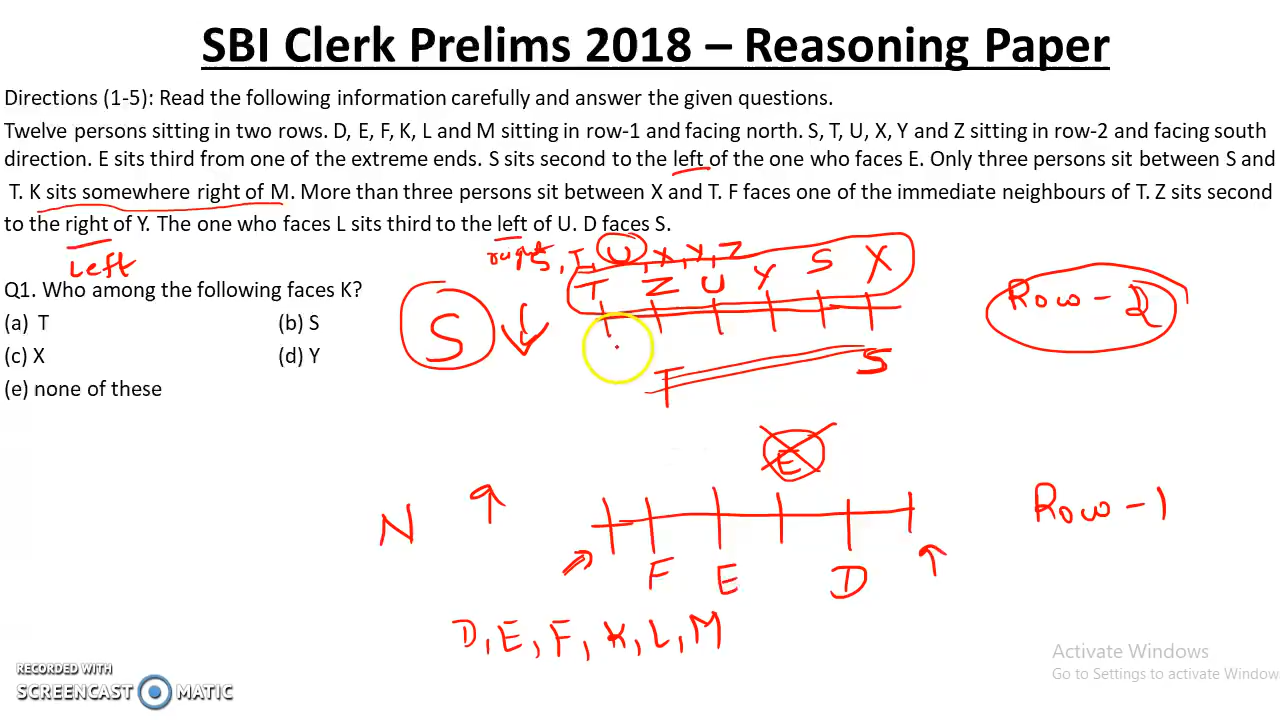 SBI Clerk Prelims 2018 – Reasoning Paper
Directions (1-5): Read the following information carefully and answer the given questions.
Twelve persons sitting in two rows. D, E, F, K, L and M sitting in row-1 and facing north. S, T, U, X, Y and Z sitting in row-2 and facing south
direction. E sits third from one of the extreme ends. S sits second to the left of the one who faces E. Only three persons sit between S and
T. K sits somewhere right of M. More than three persons sit between X and T. F faces one of the immediate neighbours of T. Z sits second
to the right of Y. The one who faces L sits third to the left of U. D faces S.
Left
right
S, T, U, X, Y, Z
T Z U Y S X
Row - 2
Q1. Who among the following faces K?
(a) T (b) S
(c) X (d) Y
(e) none of these
S
T S
E
N
Row - 1
F E D
D, E, F, K, L, M
RECORDED WITH
SCREENCAST MATIC
Activate Windows
Go to Settings to activate Window